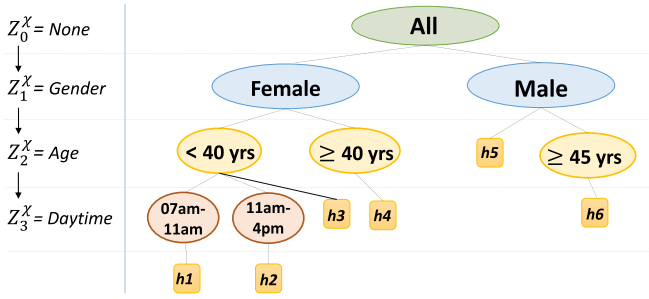 Z₀^χ = None
All
Z₁^χ = Gender
Female
Male
Z₂^χ = Age
< 40 yrs
≥ 40 yrs
h5
≥ 45 yrs
Z₃^χ = Daytime
07am-
11am
11am-
4pm
h3
h4
h6
h1
h2